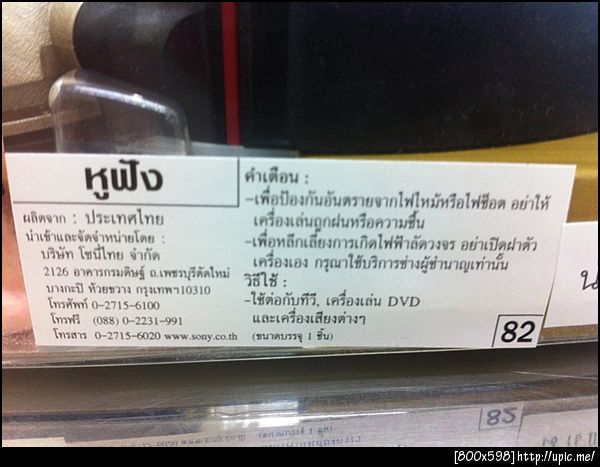 หูฟัง
ผลิตจาก : ประเทศไทย
นำเข้าและจัดจำหน่ายโดย :
บริษัท โซนี่ไทย จำกัด
2126 อาคารกรมดิษฐ์ ถ.เพชรบุรีตัดใหม่
บางกะปิ ห้วยขวาง กรุงเทพฯ10310
โทรศัพท์ 0-2715-6100
โทรฟรี (088) 0-2231-991
โทรสาร 0-2715-6020 www.sony.co.th
คำเตือน :
-เพื่อป้องกันอันตรายจากไฟไหม้หรือไฟช็อต อย่าให้
เครื่องเล่นถูกฝนหรือความชื้น
-เพื่อหลีกเลี่ยงการเกิดไฟฟ้าลัดวงจร อย่าเปิดฝาตัว
เครื่องเอง กรุณาใช้บริการช่างผู้ชำนาญเท่านั้น
วิธีใช้ :
-ใช้ต่อกับทีวี, เครื่องเล่น DVD
และเครื่องเสียงต่างๆ
(ขนาดบรรจุ 1 ชิ้น)
82
[800x598]http://upic.me/